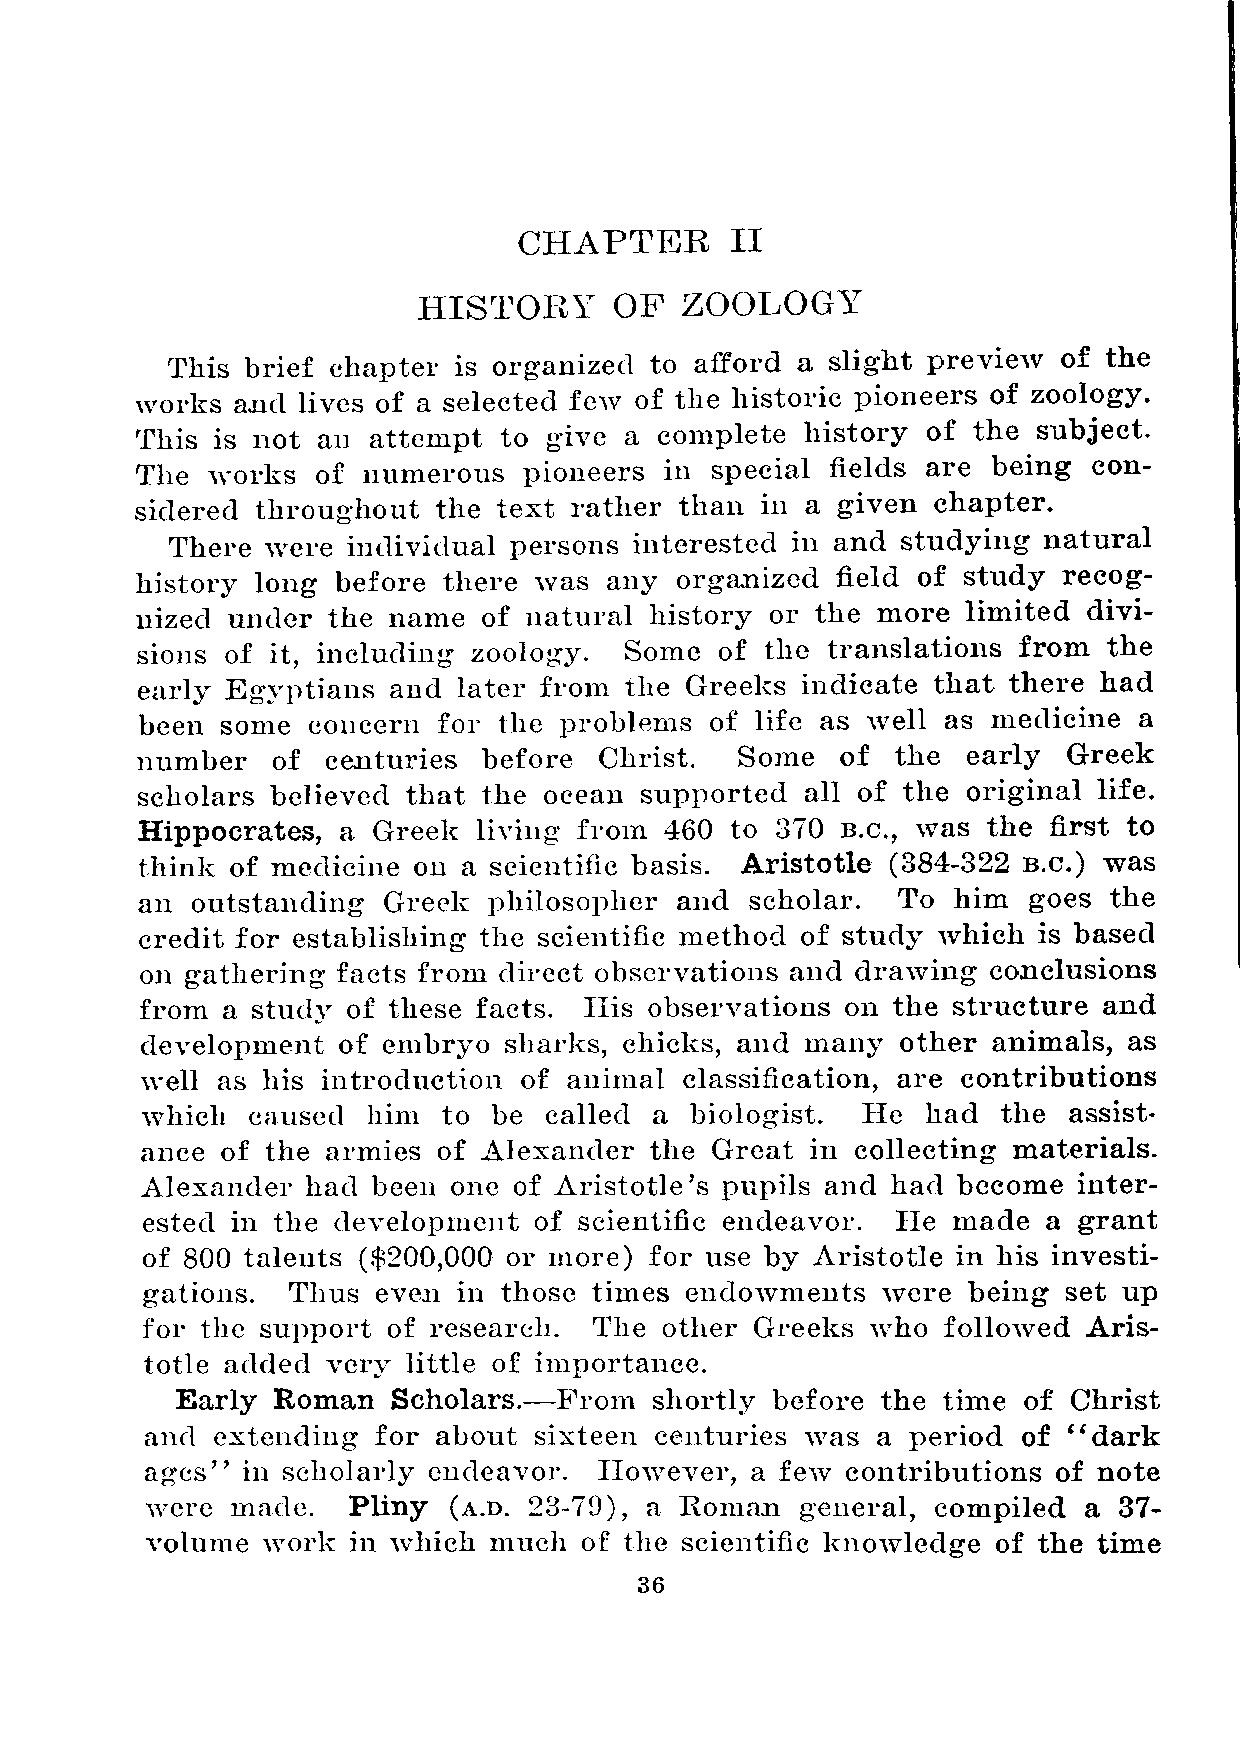 CHAPTER II
HISTORY OF ZOOLOGY
This brief chapter is organized to afford a slight preview of the
works and lives of a selected few of the historic pioneers of zoology.
This is not an attempt to give a complete history of the subject.
The works of numerous pioneers in special fields are being con-
sidered throughout the text rather than in a given chapter.
There were individual persons interested in and studying natural
history long before there was any organized field of study recog-
nized under the name of natural history or the more limited divi-
sions of it, including zoology. Some of the translations from the
early Egyptians and later from the Greeks indicate that there had
been some concern for the problems of life as well as medicine a
number of centuries before Christ. Some of the early Greek
scholars believed that the ocean supported all of the original life.
Hippocrates, a Greek living from 460 to 370 B.C., was the first to
think of medicine on a scientific basis. Aristotle (384-322 B.C.) was
an outstanding Greek philosopher and scholar. To him goes the
credit for establishing the scientific method of study which is based
on gathering facts from direct observations and drawing conclusions
from a study of these facts. His observations on the structure and
development of embryo sharks, chicks, and many other animals, as
well as his introduction of animal classification, are contributions
which caused him to be called a biologist. He had the assist-
ance of the armies of Alexander the Great in collecting materials.
Alexander had been one of Aristotle's pupils and had become inter-
ested in the development of scientific endeavor. He made a grant
of 800 talents ($200,000 or more) for use by Aristotle in his investi-
gations. Thus even in those times endowments were being set up
for the support of research. The other Greeks who followed Aris-
totle added very little of importance.
Early Roman Scholars.—From shortly before the time of Christ
and extending for about sixteen centuries was a period of "dark
ages" in scholarly endeavor. However, a few contributions of note
were made. Pliny (A.D. 23-79), a Roman general, compiled a 37-
volume work in which much of the scientific knowledge of the time
36